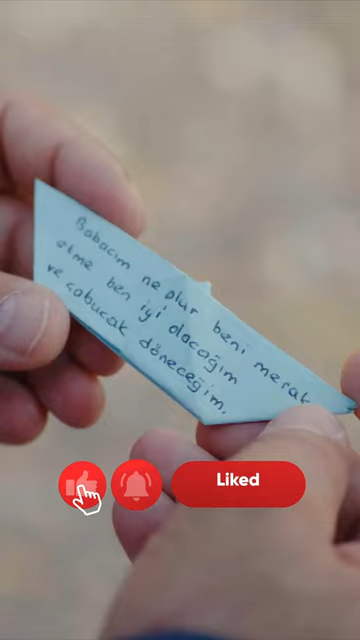 Babacım ne olur beni merak
etme ben iyi olacağım
ve çabucak döneceğim.
Liked